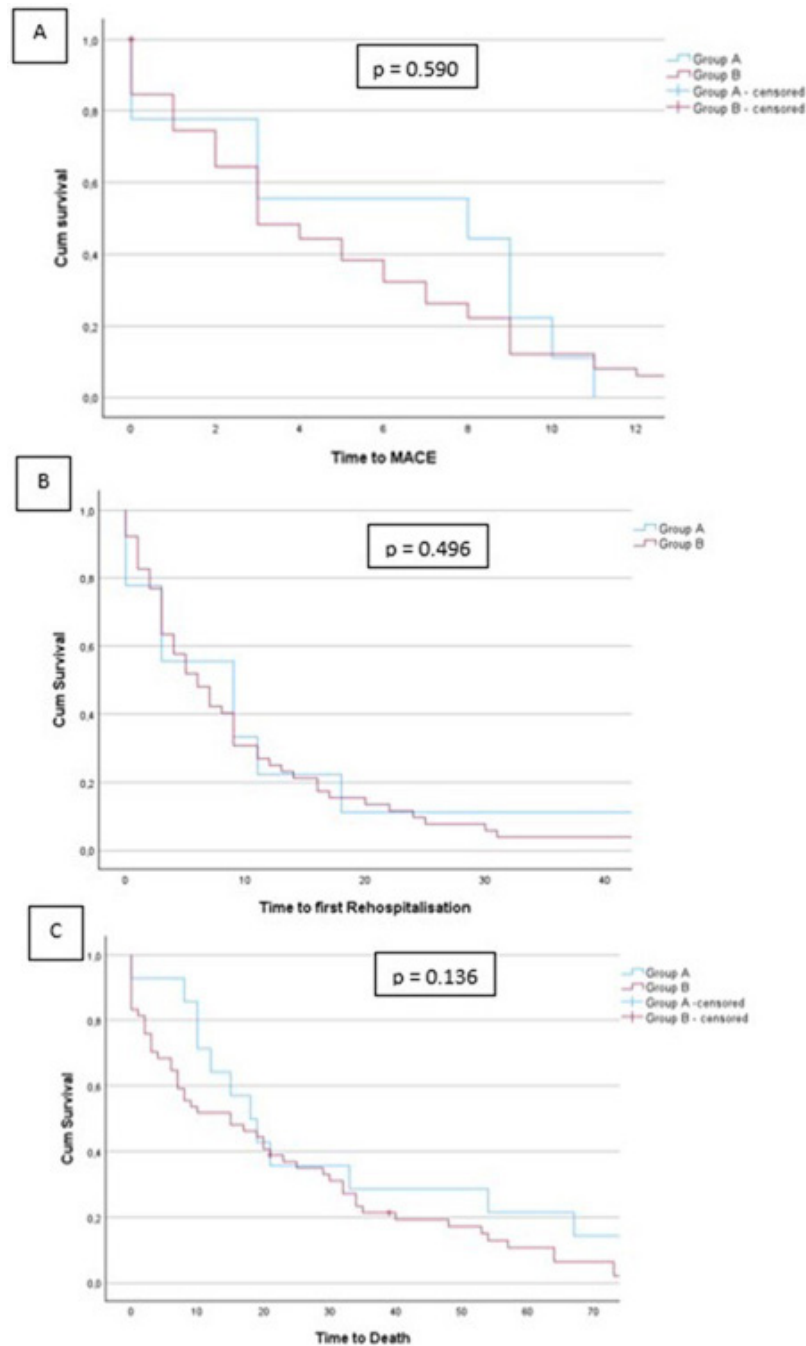 A
p = 0.590
Group A
Group B
Group A - censored
Group B - censored
1,0
0,8
0,6
0,4
0,2
0,0
Cum survival
0 2 4 6 8 10 12
Time to MACE
B
p = 0.496
Group A
Group B
1,0
0,8
0,6
0,4
0,2
0,0
Cum Survival
0 10 20 30 40
Time to first Rehospitalisation
C
p = 0.136
Group A
Group B
Group A -censored
Group B - censored
1,0
0,8
0,6
0,4
0,2
0,0
Cum Survival
0 10 20 30 40 50 60 70
Time to Death